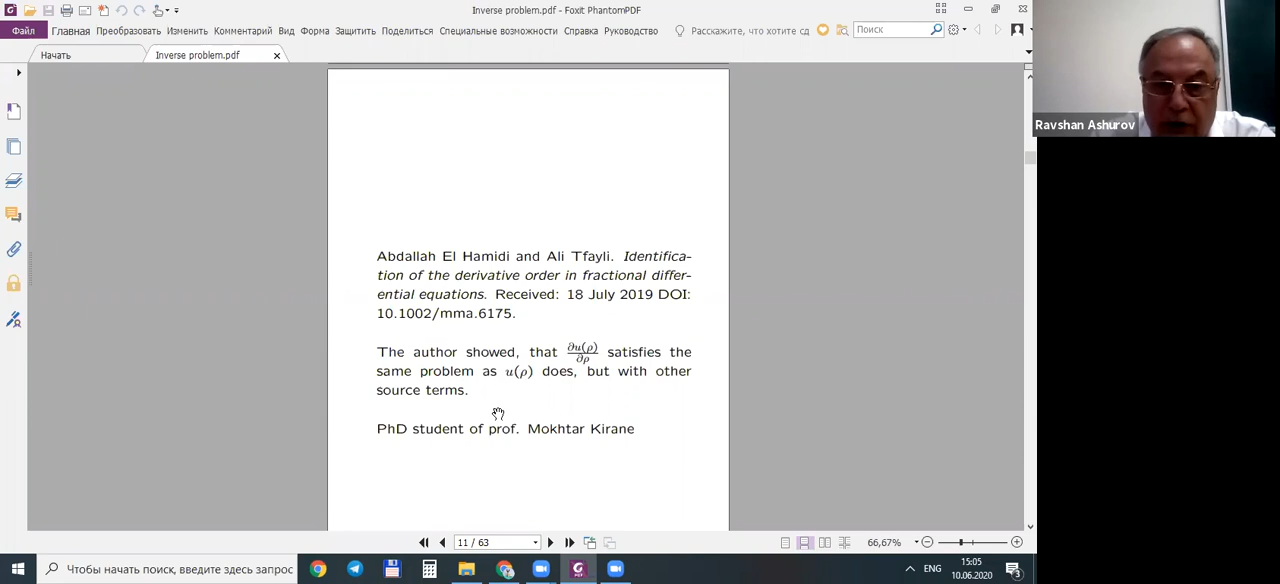 Inverse problem.pdf - Foxit PhantomPDF
Файл Главная Преобразовать Изменить Комментарий Вид Форма Защитить Поделиться Специальные возможности Справка Руководство Расскажите, что хотите сд Поиск
Начать Inverse problem.pdf
Ravshan Ashurov
Abdallah El Hamidi and Ali Tfayli. Identifica-
tion of the derivative order in fractional differ-
ential equations. Received: 18 July 2019 DOI:
10.1002/mma.6175.
The author showed, that ∂u(ρ)/∂ρ satisfies the
same problem as u(ρ) does, but with other
source terms.
PhD student of prof. Mokhtar Kirane
11 / 63 66,67%
Чтобы начать поиск, введите здесь запрос ENG 15:05
10.06.2020 3